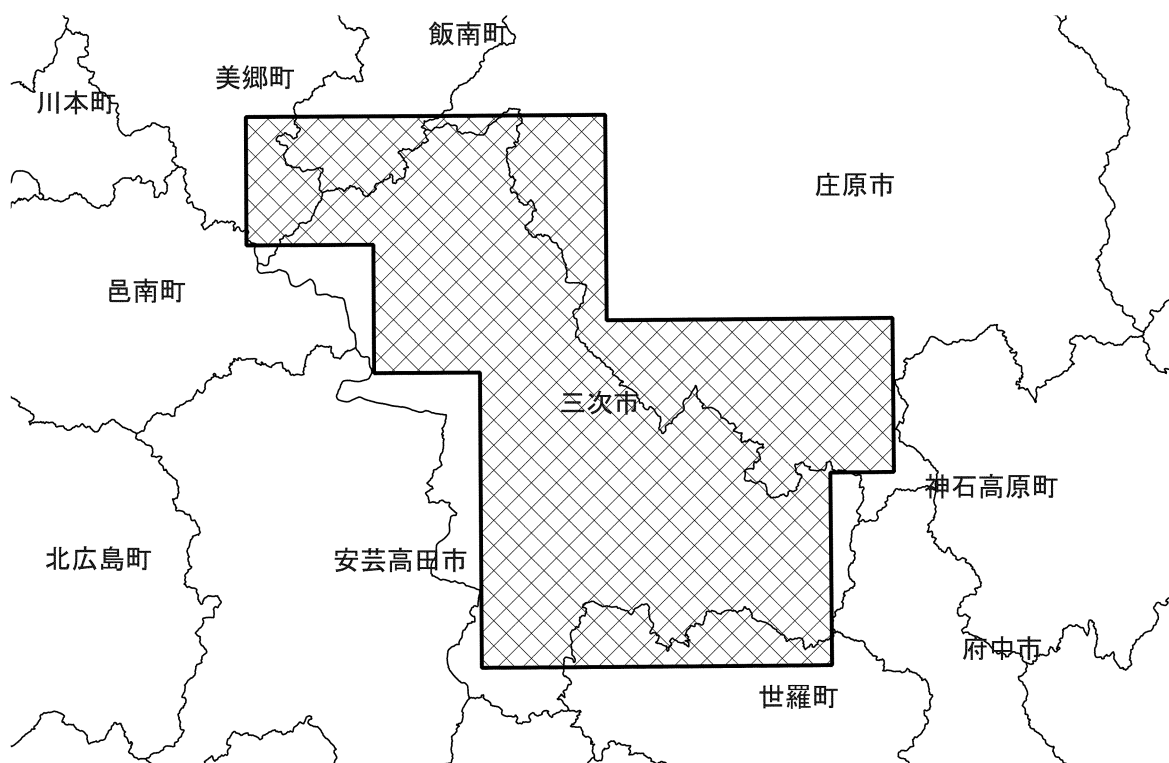 飯南町
美郷町
川本町
庄原市
邑南町
三次市
神石高原町
北広島町
安芸高田市
府中市
世羅町